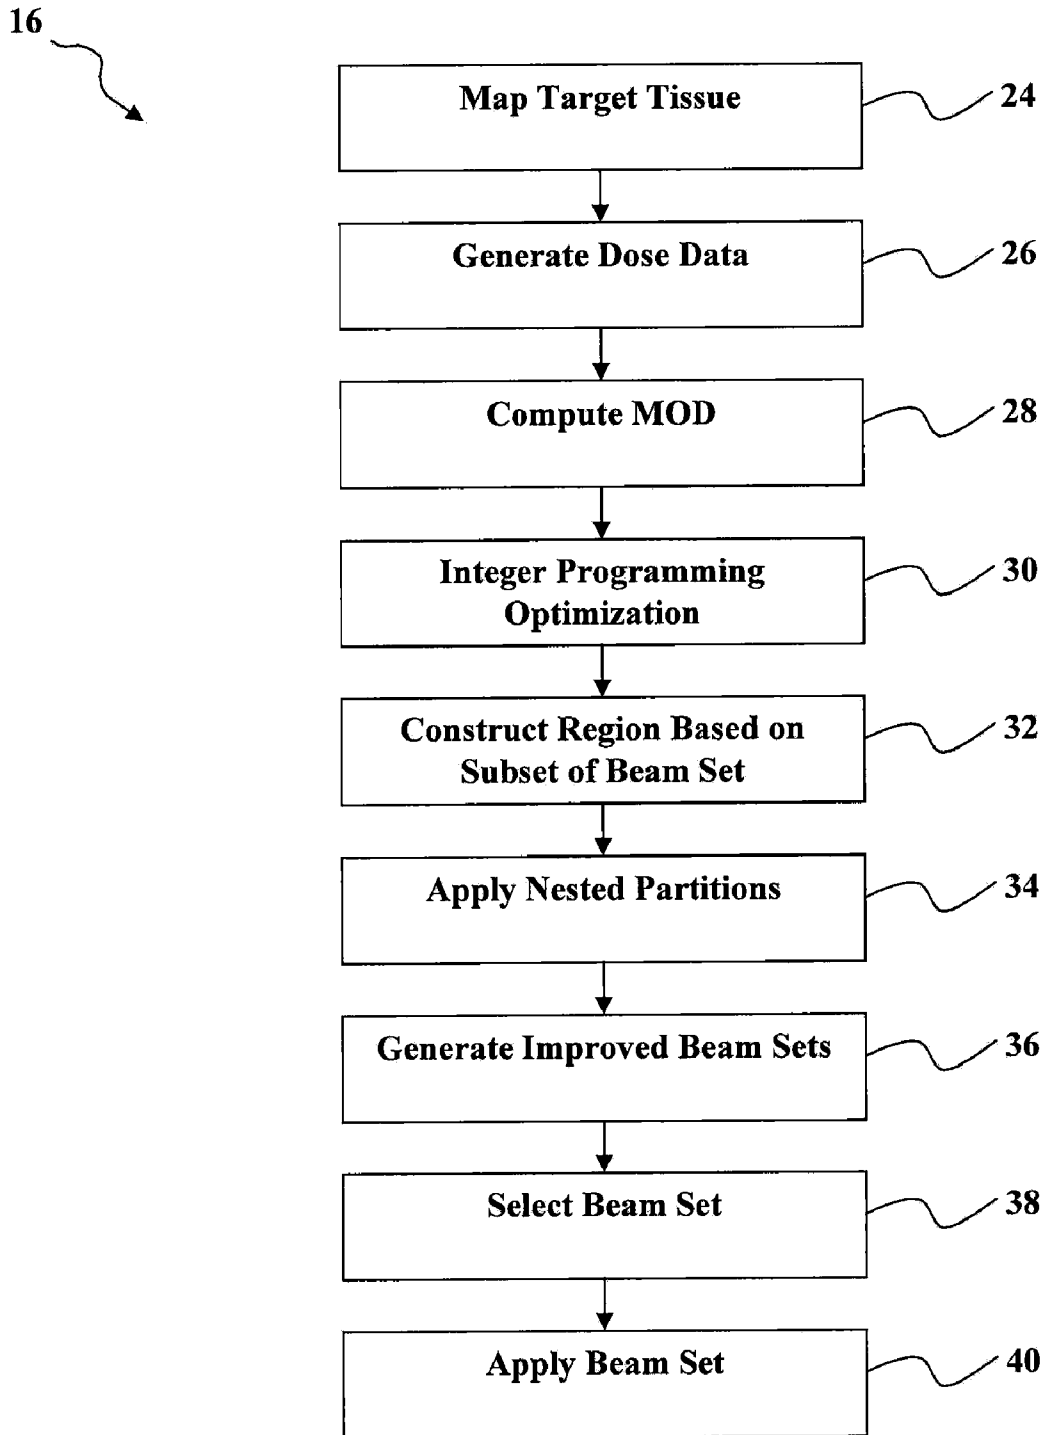 16
Map Target Tissue
24
Generate Dose Data
26
Compute MOD
28
Integer Programming
Optimization
30
Construct Region Based on
Subset of Beam Set
32
Apply Nested Partitions
34
Generate Improved Beam Sets
36
Select Beam Set
38
Apply Beam Set
40